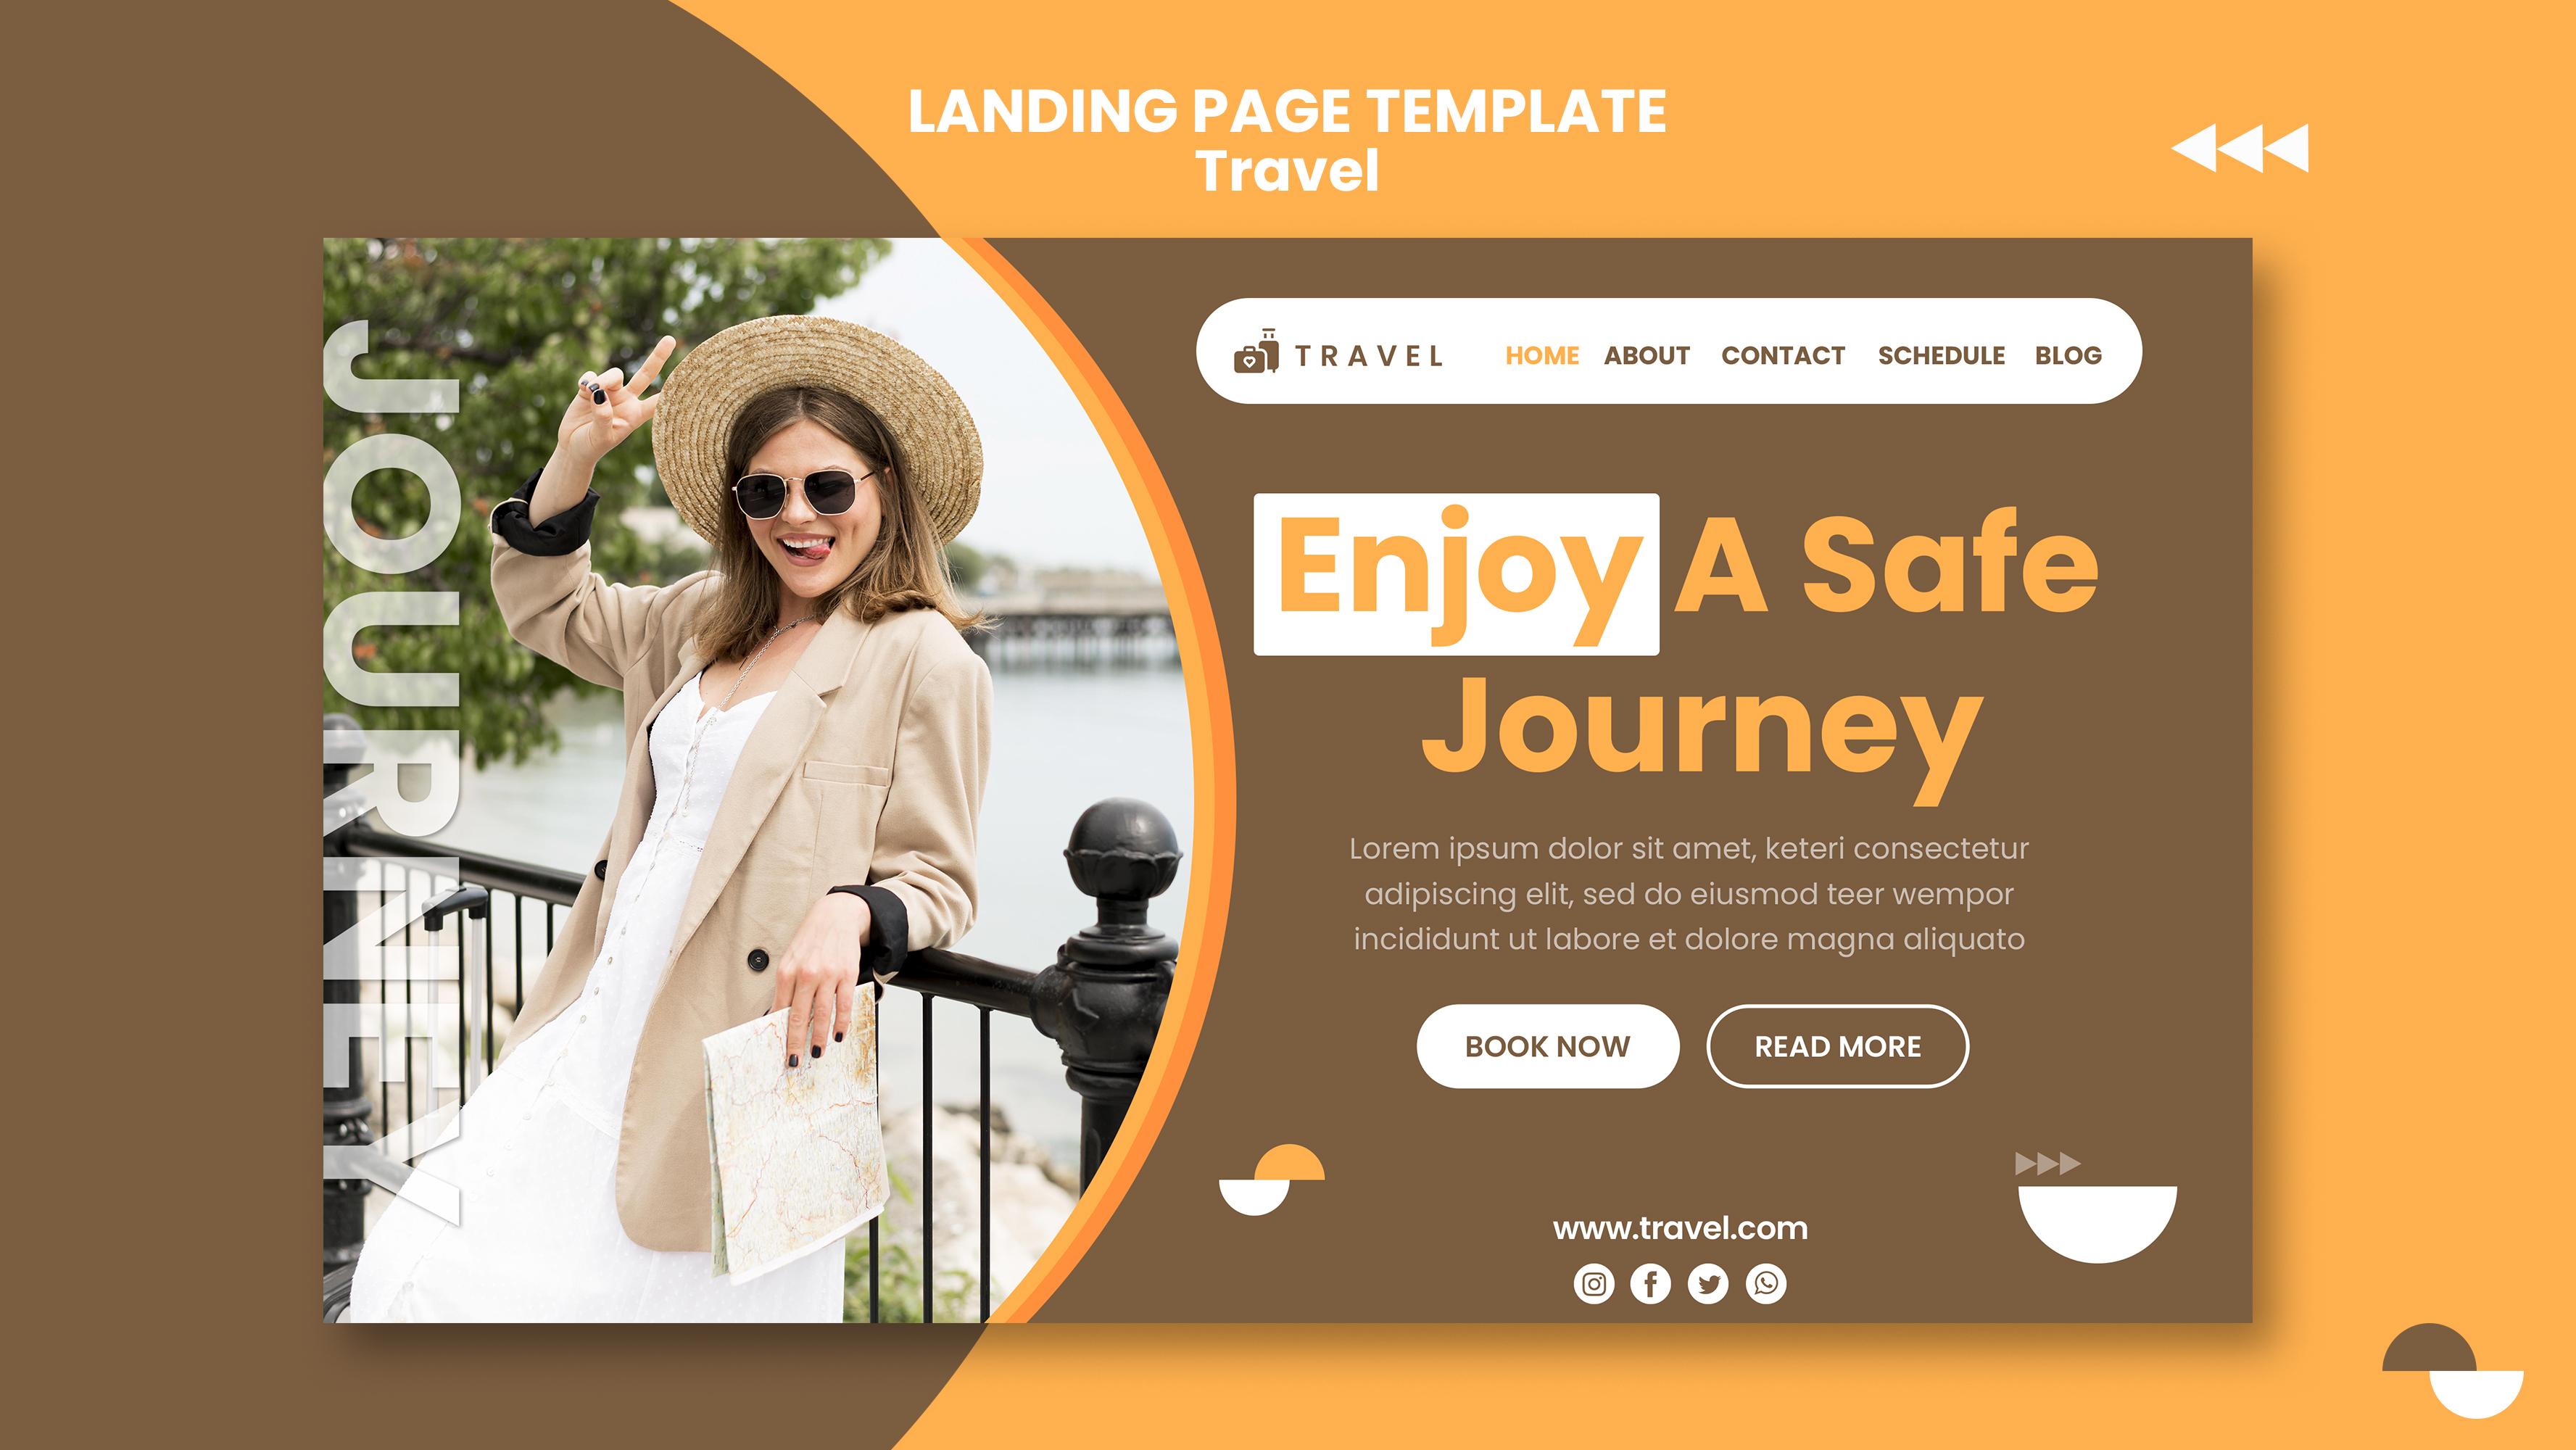 LANDING PAGE TEMPLATE
Travel
JOURNEY
TRAVEL HOME ABOUT CONTACT SCHEDULE BLOG
Enjoy A Safe
Journey
Lorem ipsum dolor sit amet, keteri consectetur
adipiscing elit, sed do eiusmod teer wempor
incididunt ut labore et dolore magna aliquato
BOOK NOW READ MORE
www.travel.com